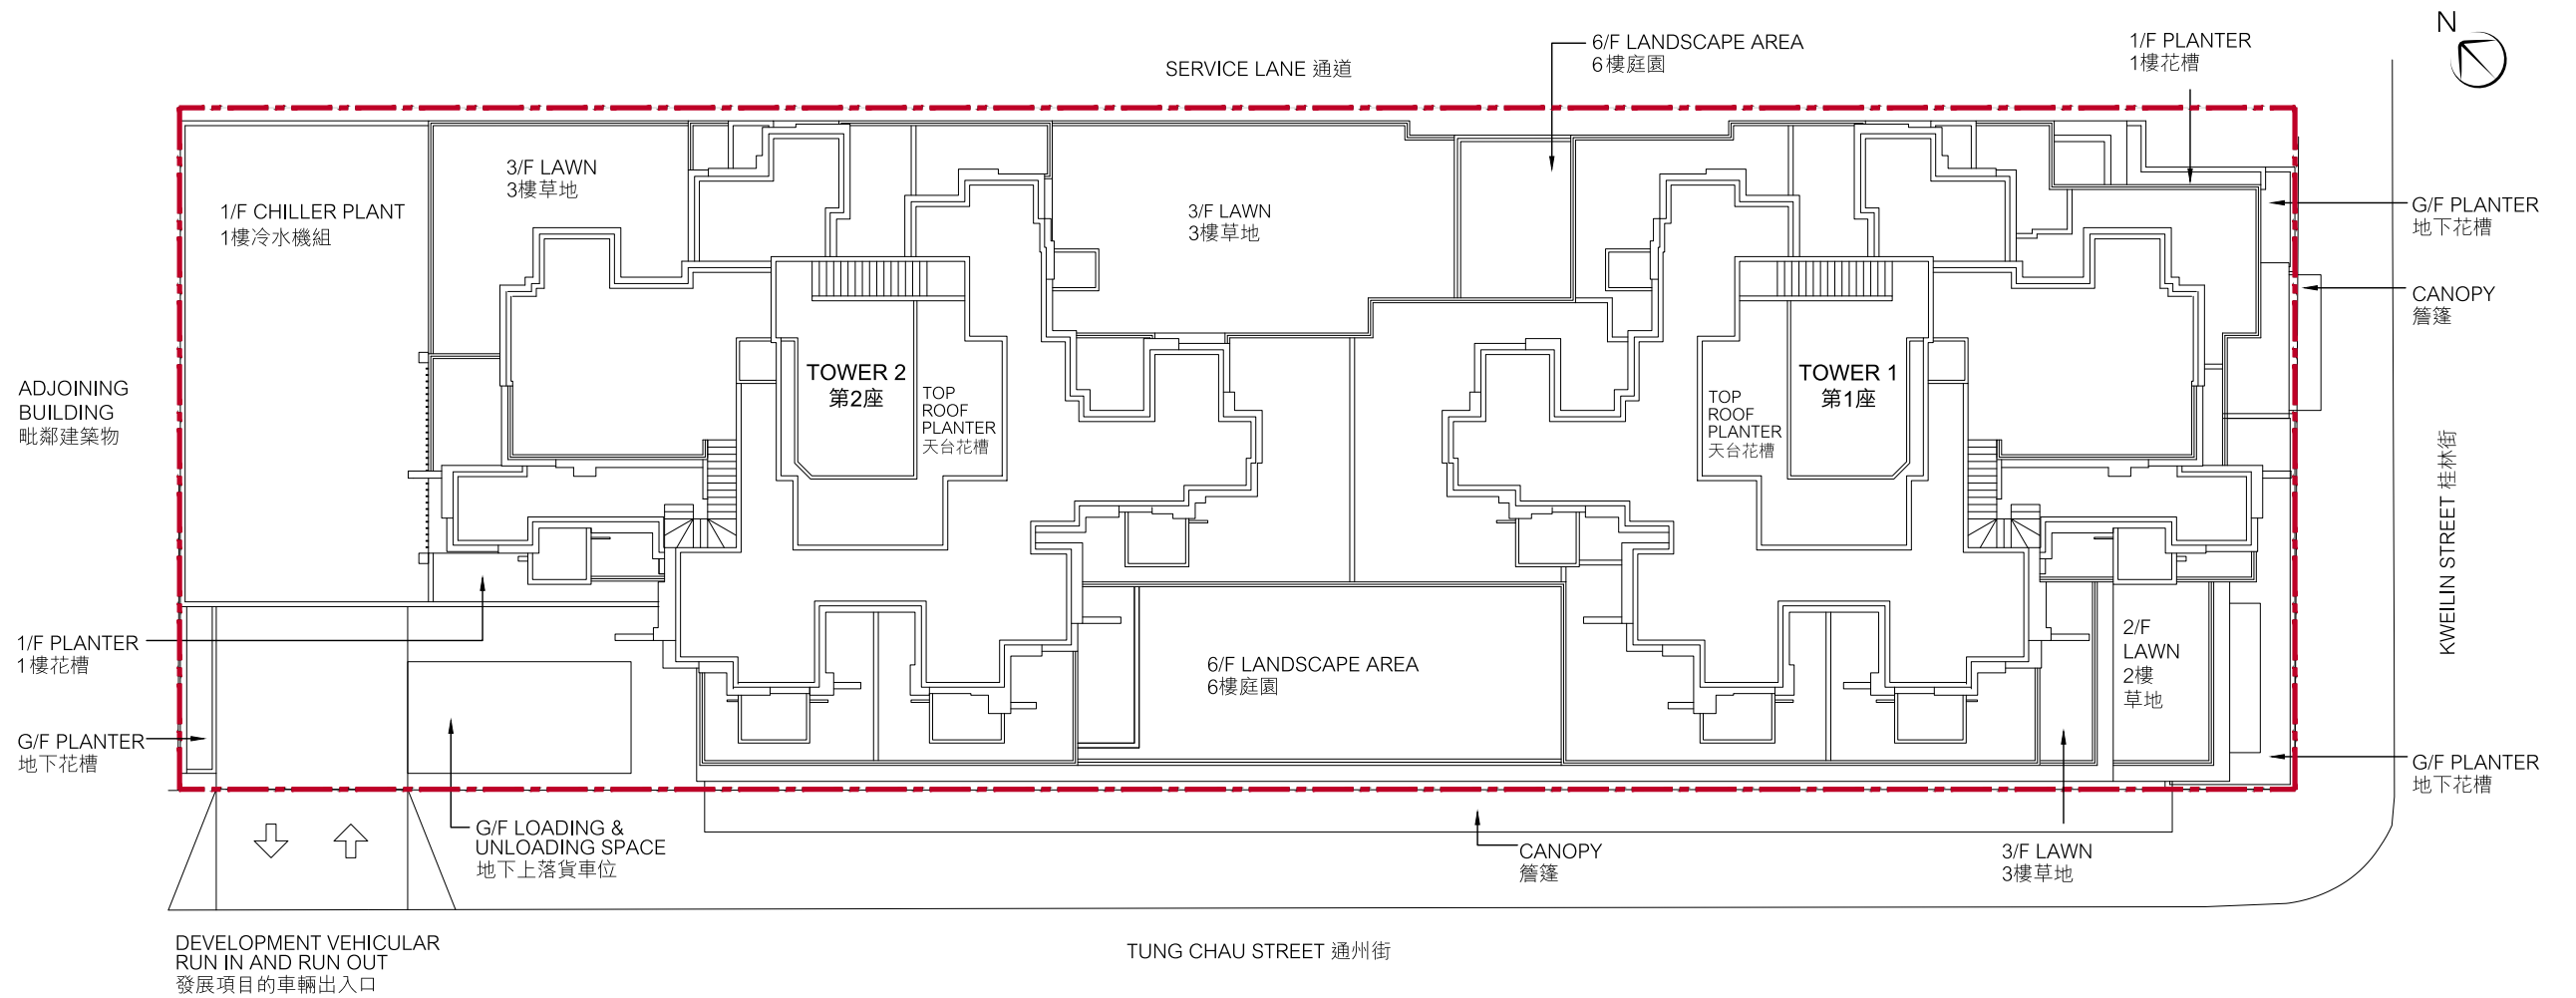 N
6/F LANDSCAPE AREA
6樓庭園
1/F PLANTER
1樓花槽
SERVICE LANE 通道
3/F LAWN
3樓草地
1/F CHILLER PLANT
1樓冷水機組
3/F LAWN
3樓草地
G/F PLANTER
地下花槽
CANOPY
簷篷
ADJOINING
BUILDING
毗鄰建築物
TOWER 2
第2座
TOP
ROOF
PLANTER
天台花槽
TOP
ROOF
PLANTER
天台花槽
TOWER 1
第1座
KWEILIN STREET 桂林街
1/F PLANTER
1樓花槽
6/F LANDSCAPE AREA
6樓庭園
2/F
LAWN
2樓
草地
G/F PLANTER
地下花槽
G/F PLANTER
地下花槽
G/F LOADING &
UNLOADING SPACE
地下上落貨車位
CANOPY
簷篷
3/F LAWN
3樓草地
DEVELOPMENT VEHICULAR
RUN IN AND RUN OUT
發展項目的車輛出入口
TUNG CHAU STREET 通州街